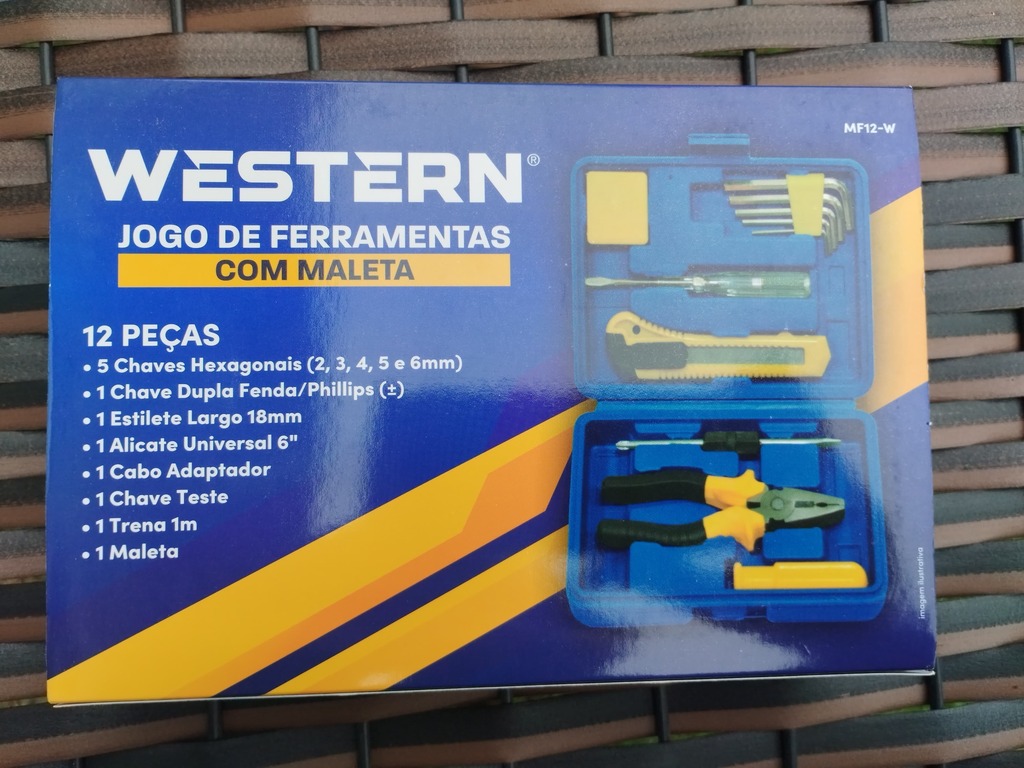 MF12-W
WESTERN®
JOGO DE FERRAMENTAS
COM MALETA
12 PEÇAS
• 5 Chaves Hexagonais (2, 3, 4, 5 e 6mm)
• 1 Chave Dupla Fenda/Phillips (±)
• 1 Estilete Largo 18mm
• 1 Alicate Universal 6"
• 1 Cabo Adaptador
• 1 Chave Teste
• 1 Trena 1m
• 1 Maleta
imagem ilustrativa